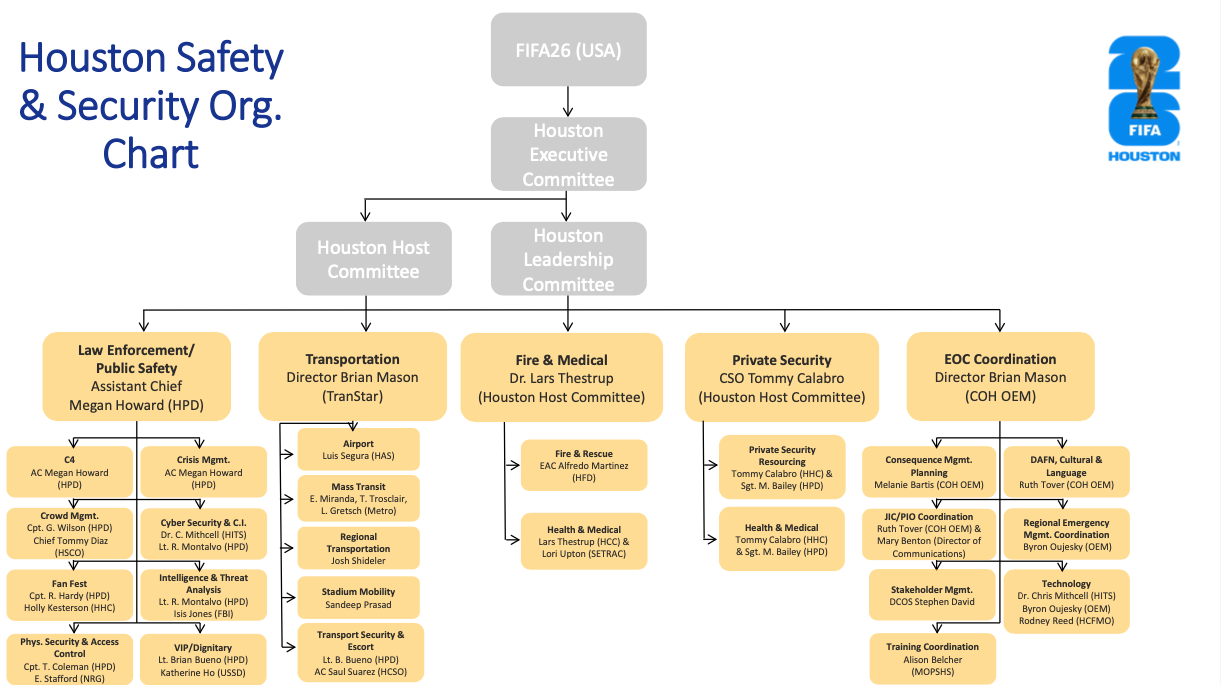 Houston Safety
& Security Org.
Chart
FIFA26 (USA)
FIFA
HOUSTON
Houston
Executive
Committee
Houston Host
Committee
Houston
Leadership
Committee
Law Enforcement/
Public Safety
Assistant Chief
Megan Howard (HPD)
Transportation
Director Brian Mason
(TranStar)
Fire & Medical
Dr. Lars Thestrup
(Houston Host Committee)
Private Security
CSO Tommy Calabro
(Houston Host Committee)
EOC Coordination
Director Brian Mason
(COH OEM)
C4
AC Megan Howard
(HPD)
Crisis Mgmt.
AC Megan Howard
(HPD)
Crowd Mgmt.
Cpt. G. Wilson (HPD)
Chief Tommy Diaz
(HSCO)
Cyber Security & C.I.
Dr. C. Mithcell (HITS)
Lt. R. Montalvo (HPD)
Fan Fest
Cpt. R. Hardy (HPD)
Holly Kesterson (HHC)
Intelligence & Threat
Analysis
Lt. R. Montalvo (HPD)
Isis Jones (FBI)
Phys. Security & Access
Control
Cpt. T. Coleman (HPD)
E. Stafford (NRG)
VIP/Dignitary
Lt. Brian Bueno (HPD)
Katherine Ho (USSD)
Airport
Luis Segura (HAS)
Mass Transit
E. Miranda, T. Trosclair,
L. Gretsch (Metro)
Regional
Transportation
Josh Shideler
Stadium Mobility
Sandeep Prasad
Transport Security &
Escort
Lt. B. Bueno (HPD)
AC Saul Suarez (HCSO)
Fire & Rescue
EAC Alfredo Martinez
(HFD)
Health & Medical
Lars Thestrup (HCC) &
Lori Upton (SETRAC)
Private Security
Resourcing
Tommy Calabro (HHC) &
Sgt. M. Bailey (HPD)
Health & Medical
Tommy Calabro (HHC)
& Sgt. M. Bailey (HPD)
Consequence Mgmt.
Planning
Melanie Bartis (COH OEM)
DAFN, Cultural &
Language
Ruth Tover (COH OEM)
JIC/PIO Coordination
Ruth Tover (COH OEM) &
Mary Benton (Director of
Communications)
Regional Emergency
Mgmt. Coordination
Byron Oujesky (OEM)
Stakeholder Mgmt.
DCOS Stephen David
Technology
Dr. Chris Mithcell (HITS)
Byron Oujesky (OEM)
Rodney Reed (HCFMO)
Training Coordination
Alison Belcher
(MOPSHS)